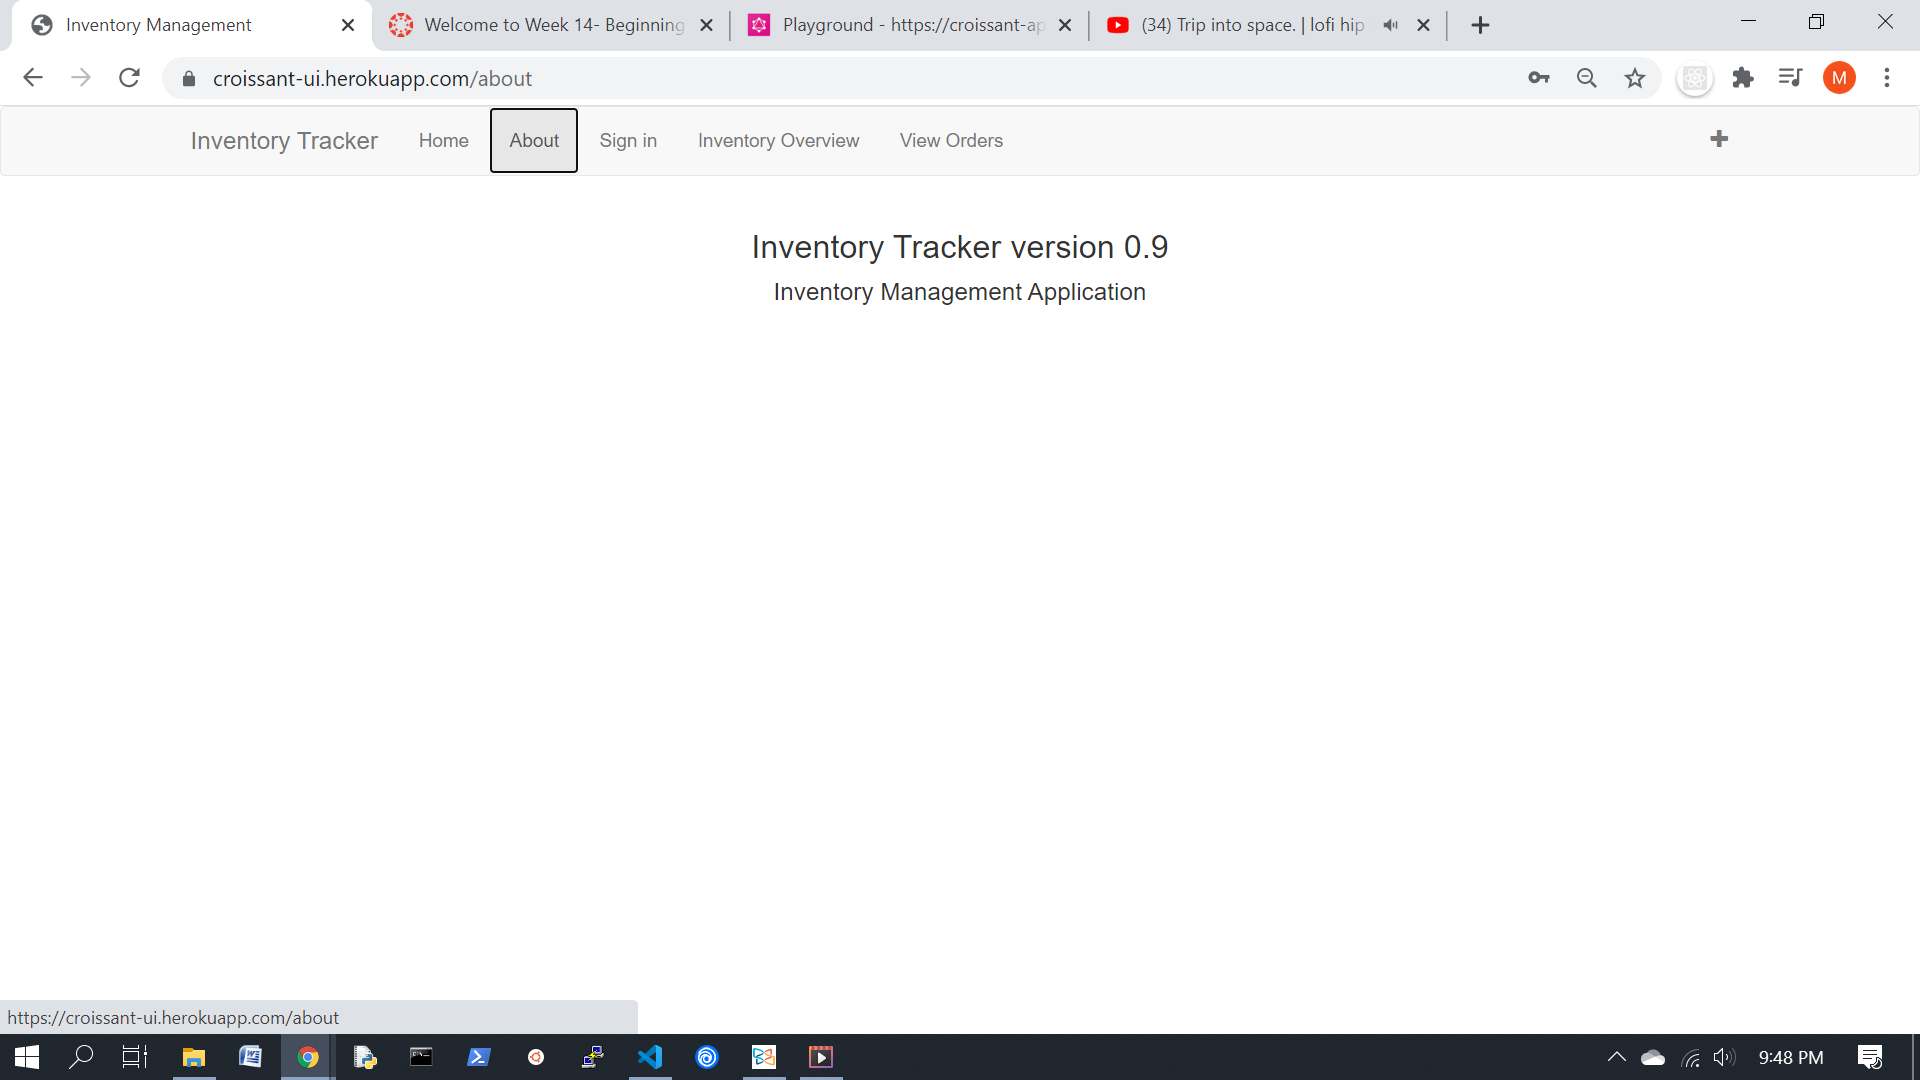 Inventory Management
Welcome to Week 14- Beginning
Playground - https://croissant-ap
(34) Trip into space. | lofi hip
croissant-ui.herokuapp.com/about
M
Inventory Tracker Home About Sign in Inventory Overview View Orders
Inventory Tracker version 0.9
Inventory Management Application
https://croissant-ui.herokuapp.com/about
9:48 PM